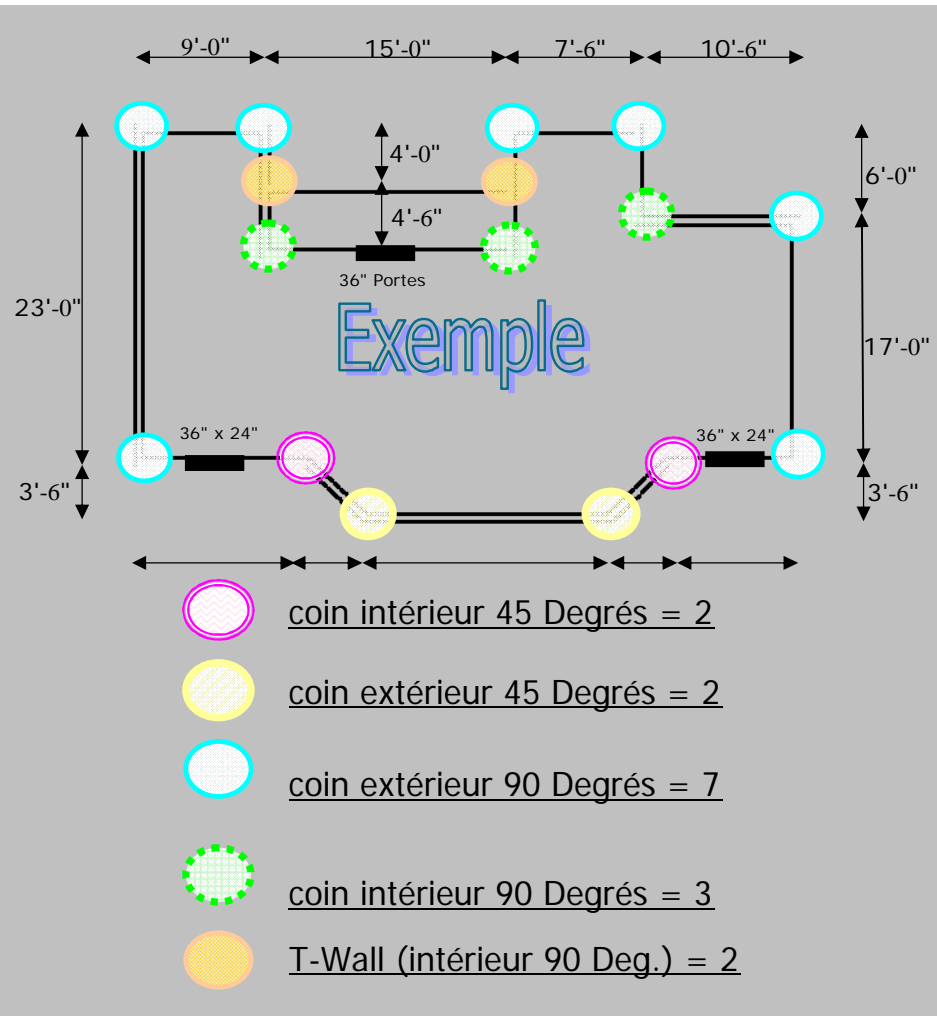 9'-0" 15'-0" 7'-6" 10'-6"
4'-0"
6'-0"
4'-6"
36" Portes
23'-0"
Exemple
17'-0"
36" x 24" 36" x 24"
3'-6" 3'-6"
coin intérieur 45 Degrés = 2
coin extérieur 45 Degrés = 2
coin extérieur 90 Degrés = 7
coin intérieur 90 Degrés = 3
T-Wall (intérieur 90 Deg.) = 2